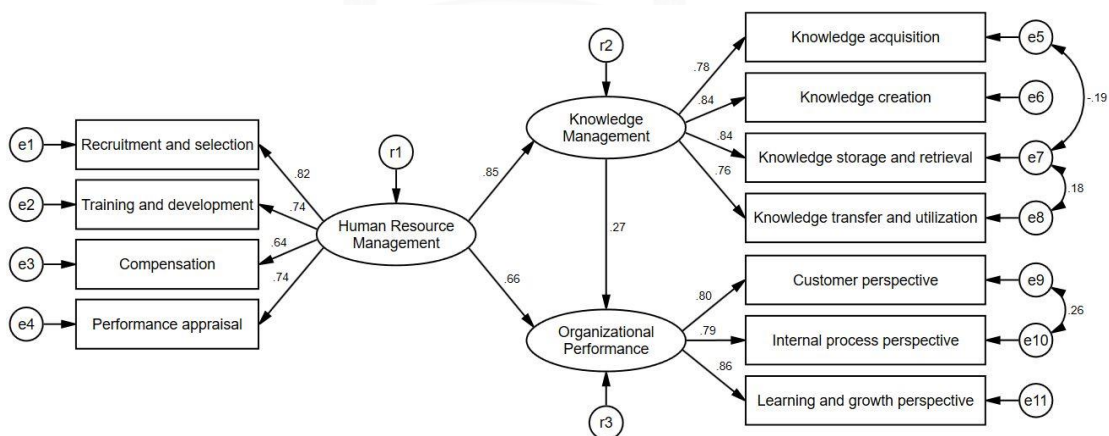 r2
Knowledge acquisition
e5
.78
-.19
Knowledge
Management
.84
Knowledge creation
e6
e1
Recruitment and selection
r1
.84
Knowledge storage and retrieval
e7
.82
.85
.76
.18
e2
Training and development
.74
Human Resource
Management
Knowledge transfer and utilization
e8
.27
e3
Compensation
.64
.66
.80
Customer perspective
e9
.74
.26
e4
Performance appraisal
Organizational
Performance
.79
Internal process perspective
e10
.86
Learning and growth perspective
e11
r3